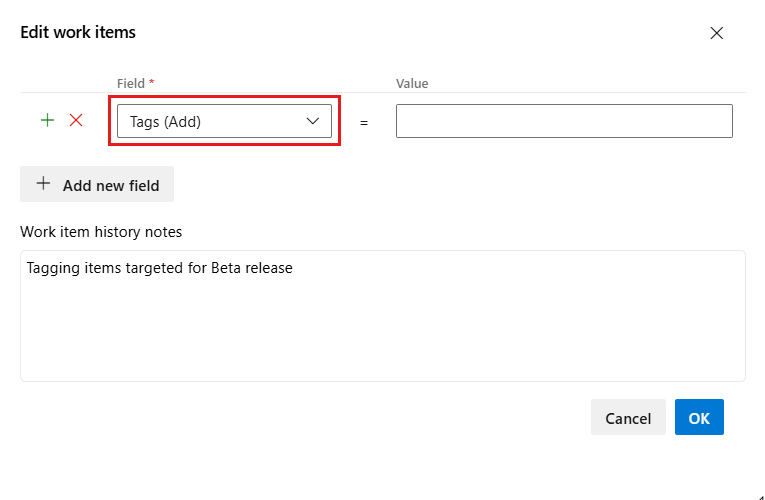 Edit work items
Field * Value
Tags (Add) =
Add new field
Work item history notes
Tagging items targeted for Beta release
Cancel OK